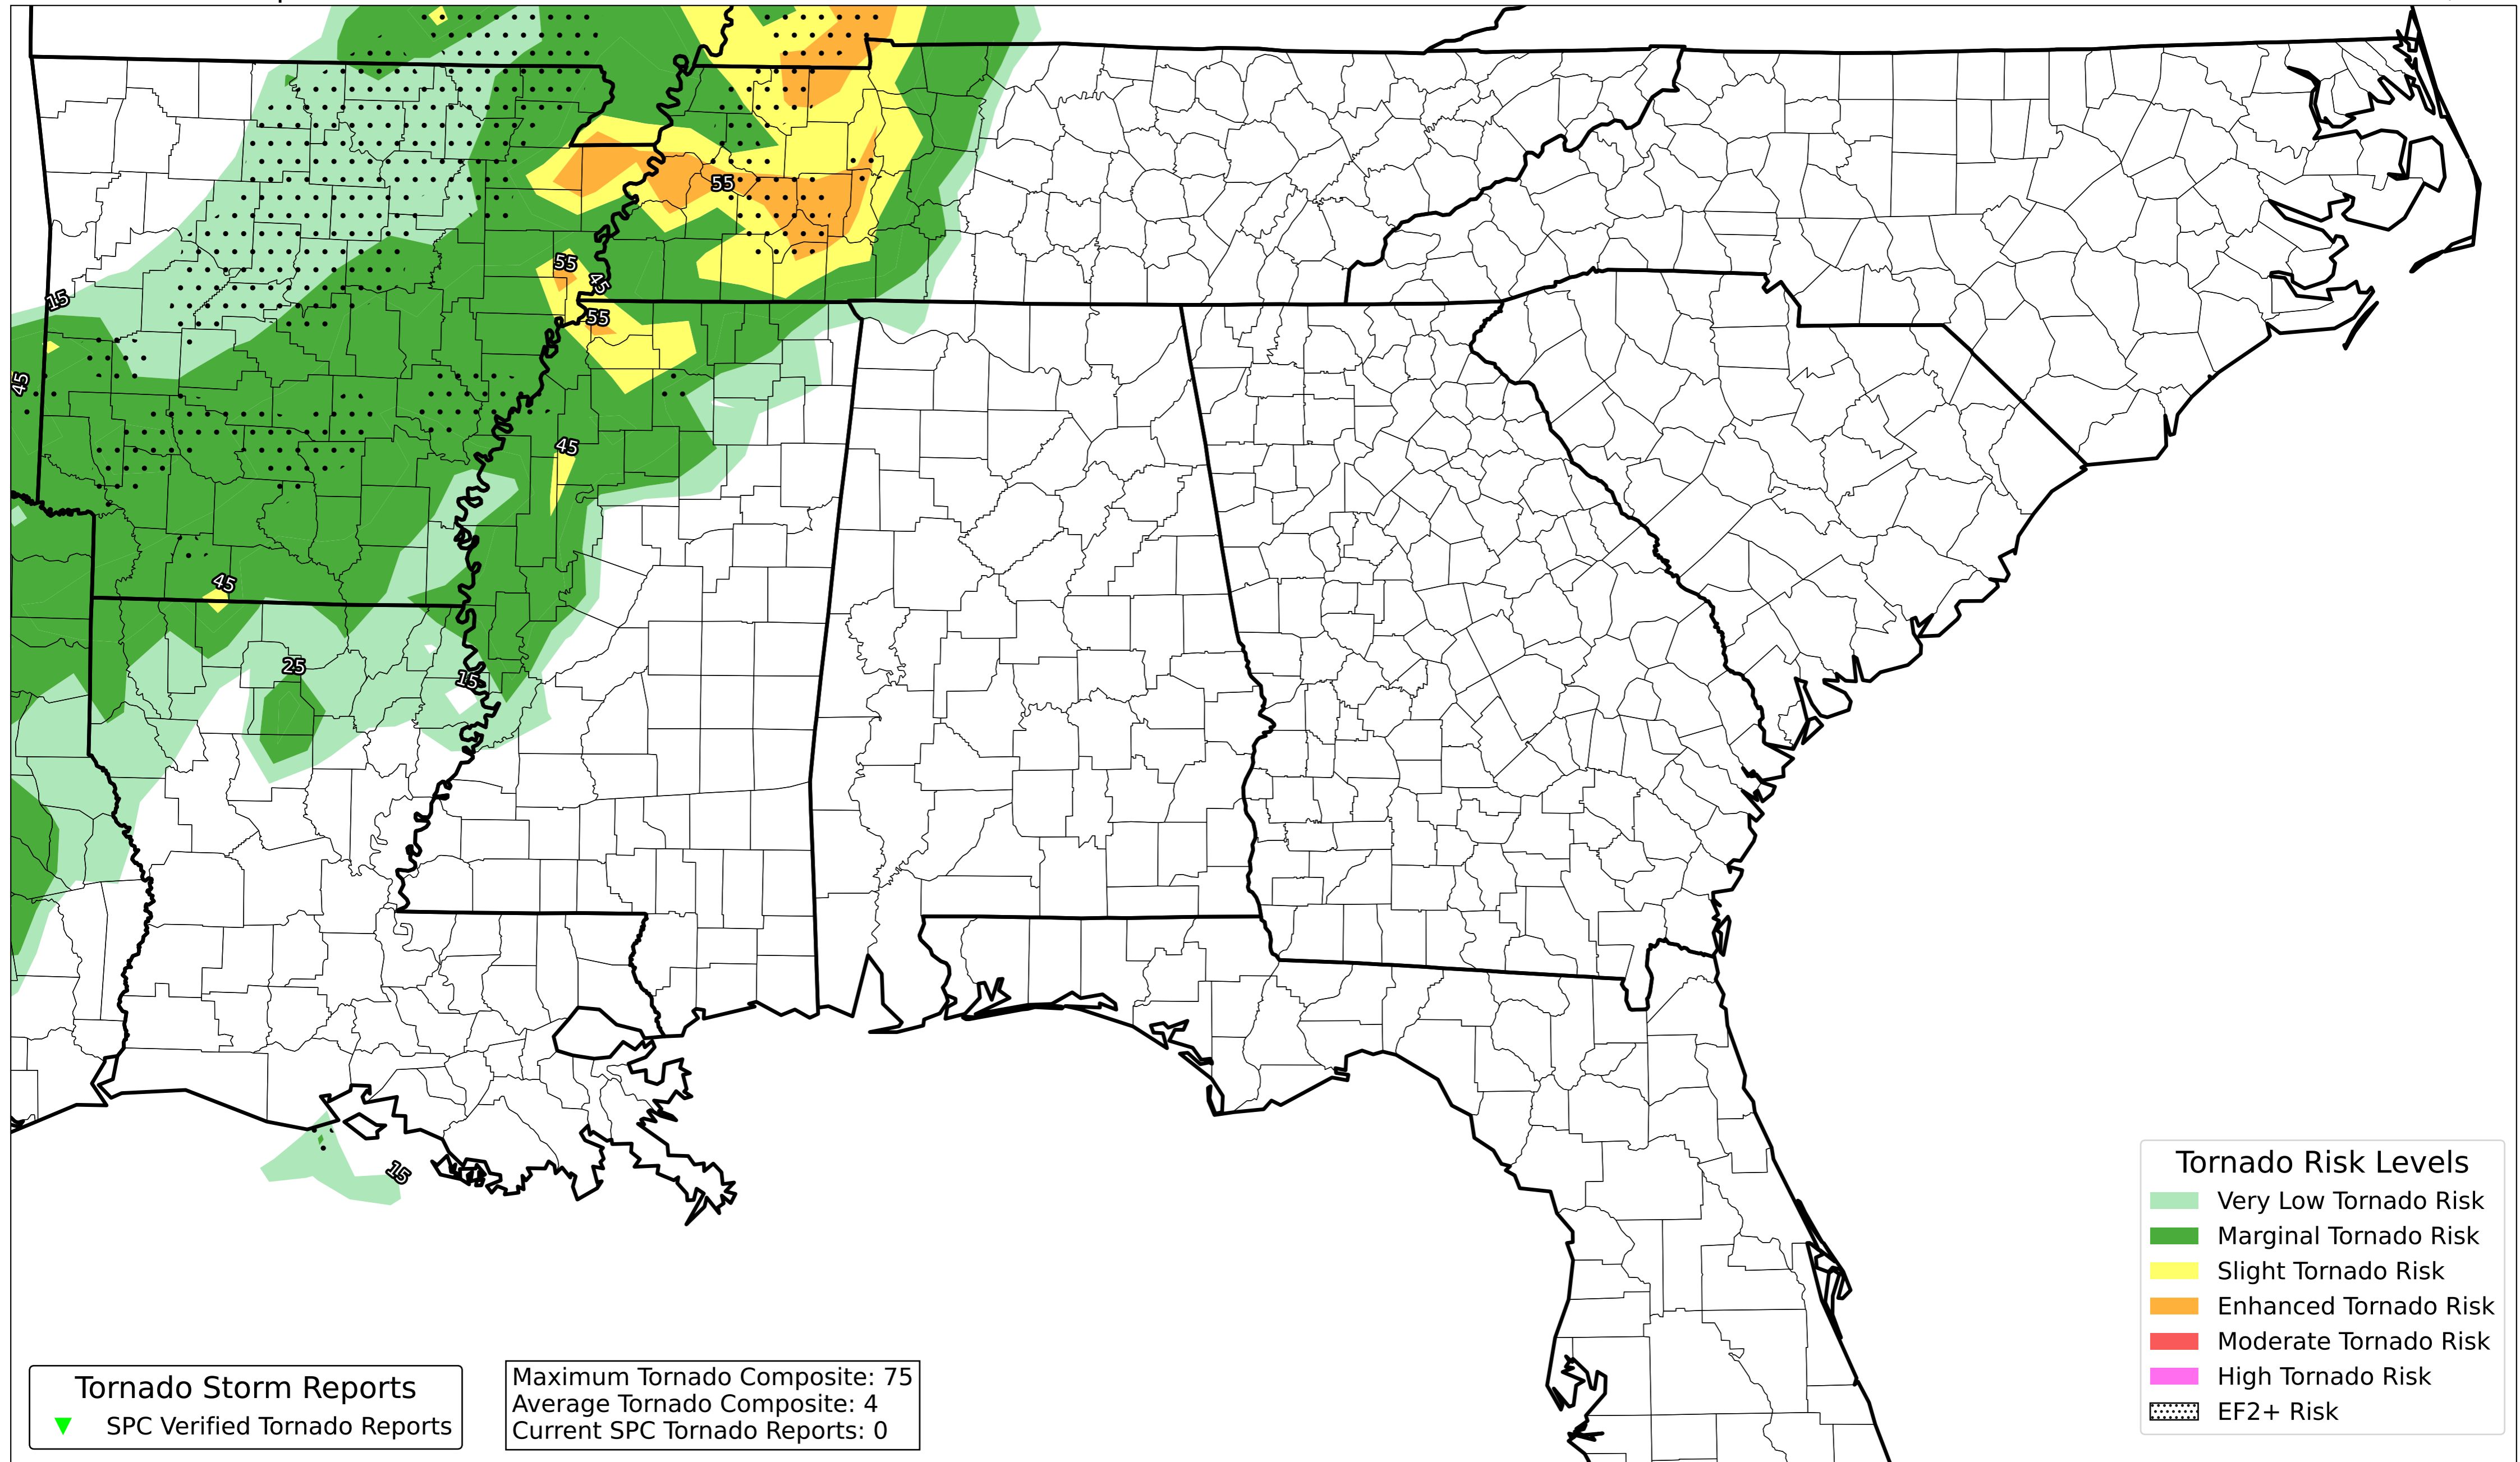 15
45
55
55
45
55
45
45
25
15
15
Tornado Storm Reports
SPC Verified Tornado Reports
Maximum Tornado Composite: 75
Average Tornado Composite: 4
Current SPC Tornado Reports: 0
Tornado Risk Levels
Very Low Tornado Risk
Marginal Tornado Risk
Slight Tornado Risk
Enhanced Tornado Risk
Moderate Tornado Risk
High Tornado Risk
EF2+ Risk